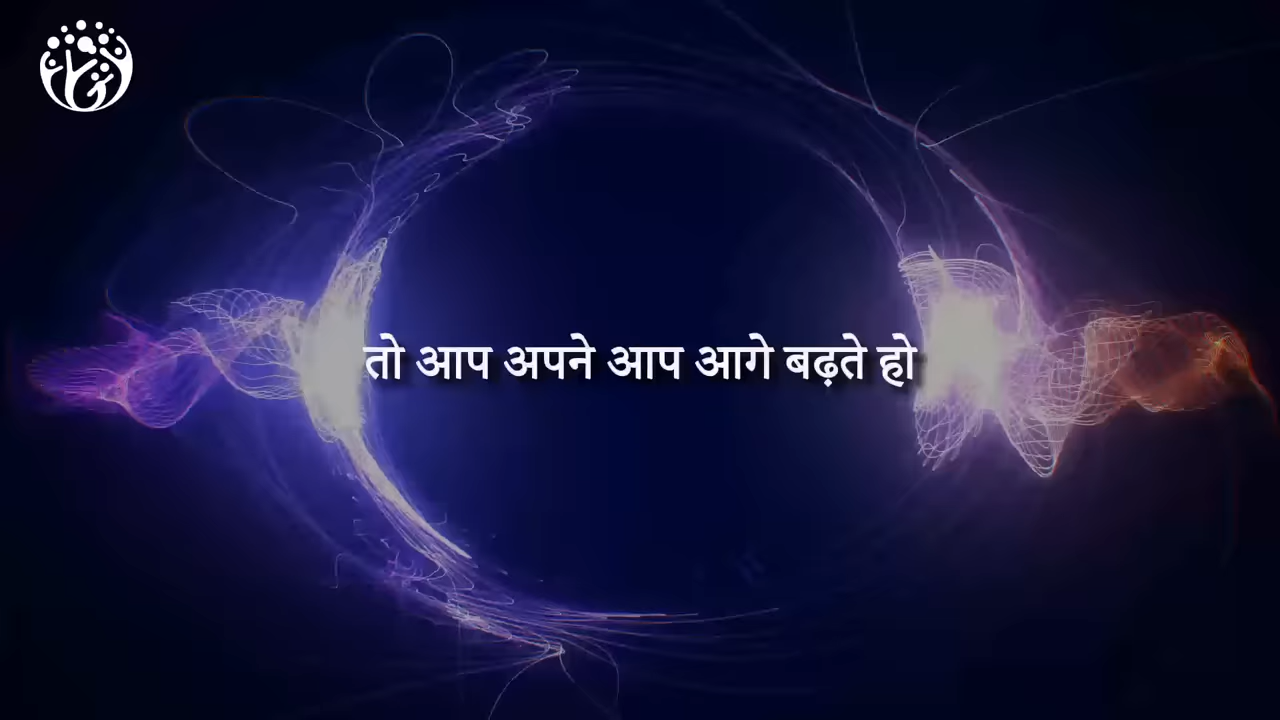 तो आप अपने आप आगे बढ़ते हो